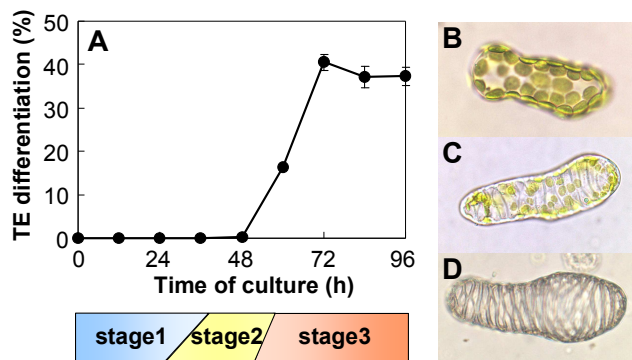 A
TE differentiation (%)
50
40
30
20
10
0
0 24 48 72 96
Time of culture (h)
stage1 stage2 stage3
B
C
D